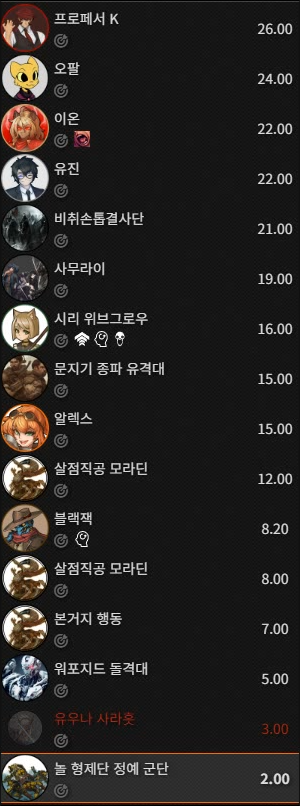 프로페서 K
26.00
오팔
24.00
이온
22.00
유진
22.00
비취손톱결사단
21.00
사무라이
19.00
시리 위브그로우
16.00
문지기 종파 유격대
15.00
알렉스
15.00
살점직공 모라딘
12.00
블랙잭
8.20
살점직공 모라딘
8.00
본거지 행동
7.00
워포지드 돌격대
5.00
유우나 사라홋
3.00
놀 형제단 정예 군단
2.00